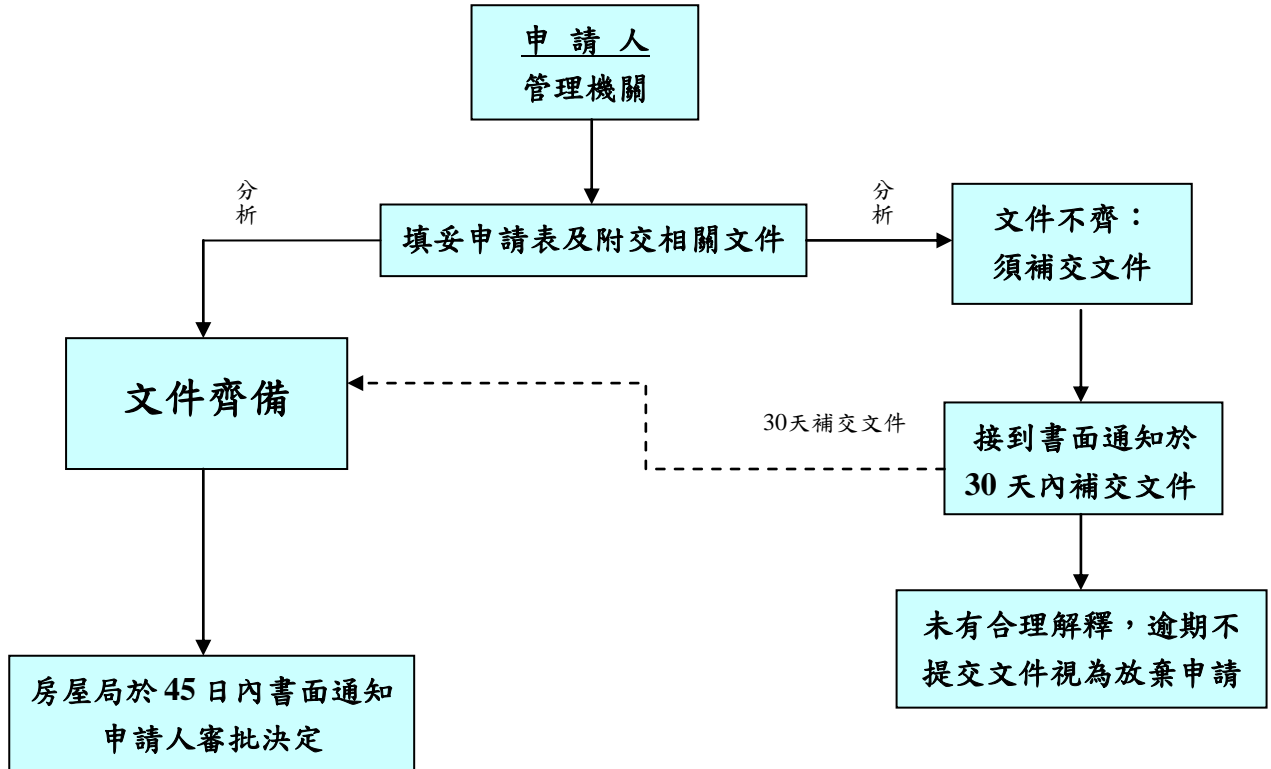 申 請 人
管理機關
分
析
填妥申請表及附交相關文件
分
析
文件不齊：
須補交文件
文件齊備
30天補交文件
接到書面通知於
30 天內補交文件
未有合理解釋，逾期不
提交文件視為放棄申請
房屋局於 45 日內書面通知
申請人審批決定